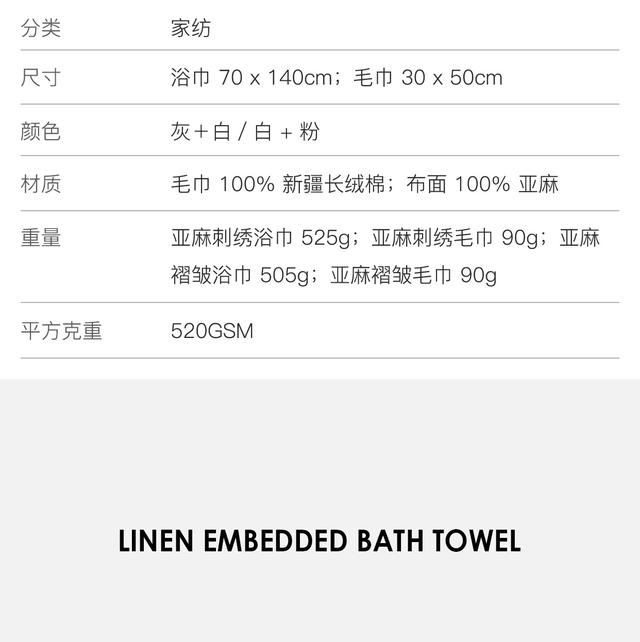 分类 家纺
尺寸 浴巾 70 x 140cm；毛巾 30 x 50cm
颜色 灰＋白 / 白 + 粉
材质 毛巾 100% 新疆长绒棉；布面 100% 亚麻
重量 亚麻刺绣浴巾 525g；亚麻刺绣毛巾 90g；亚麻
褶皱浴巾 505g；亚麻褶皱毛巾 90g
平方克重 520GSM
LINEN EMBEDDED BATH TOWEL